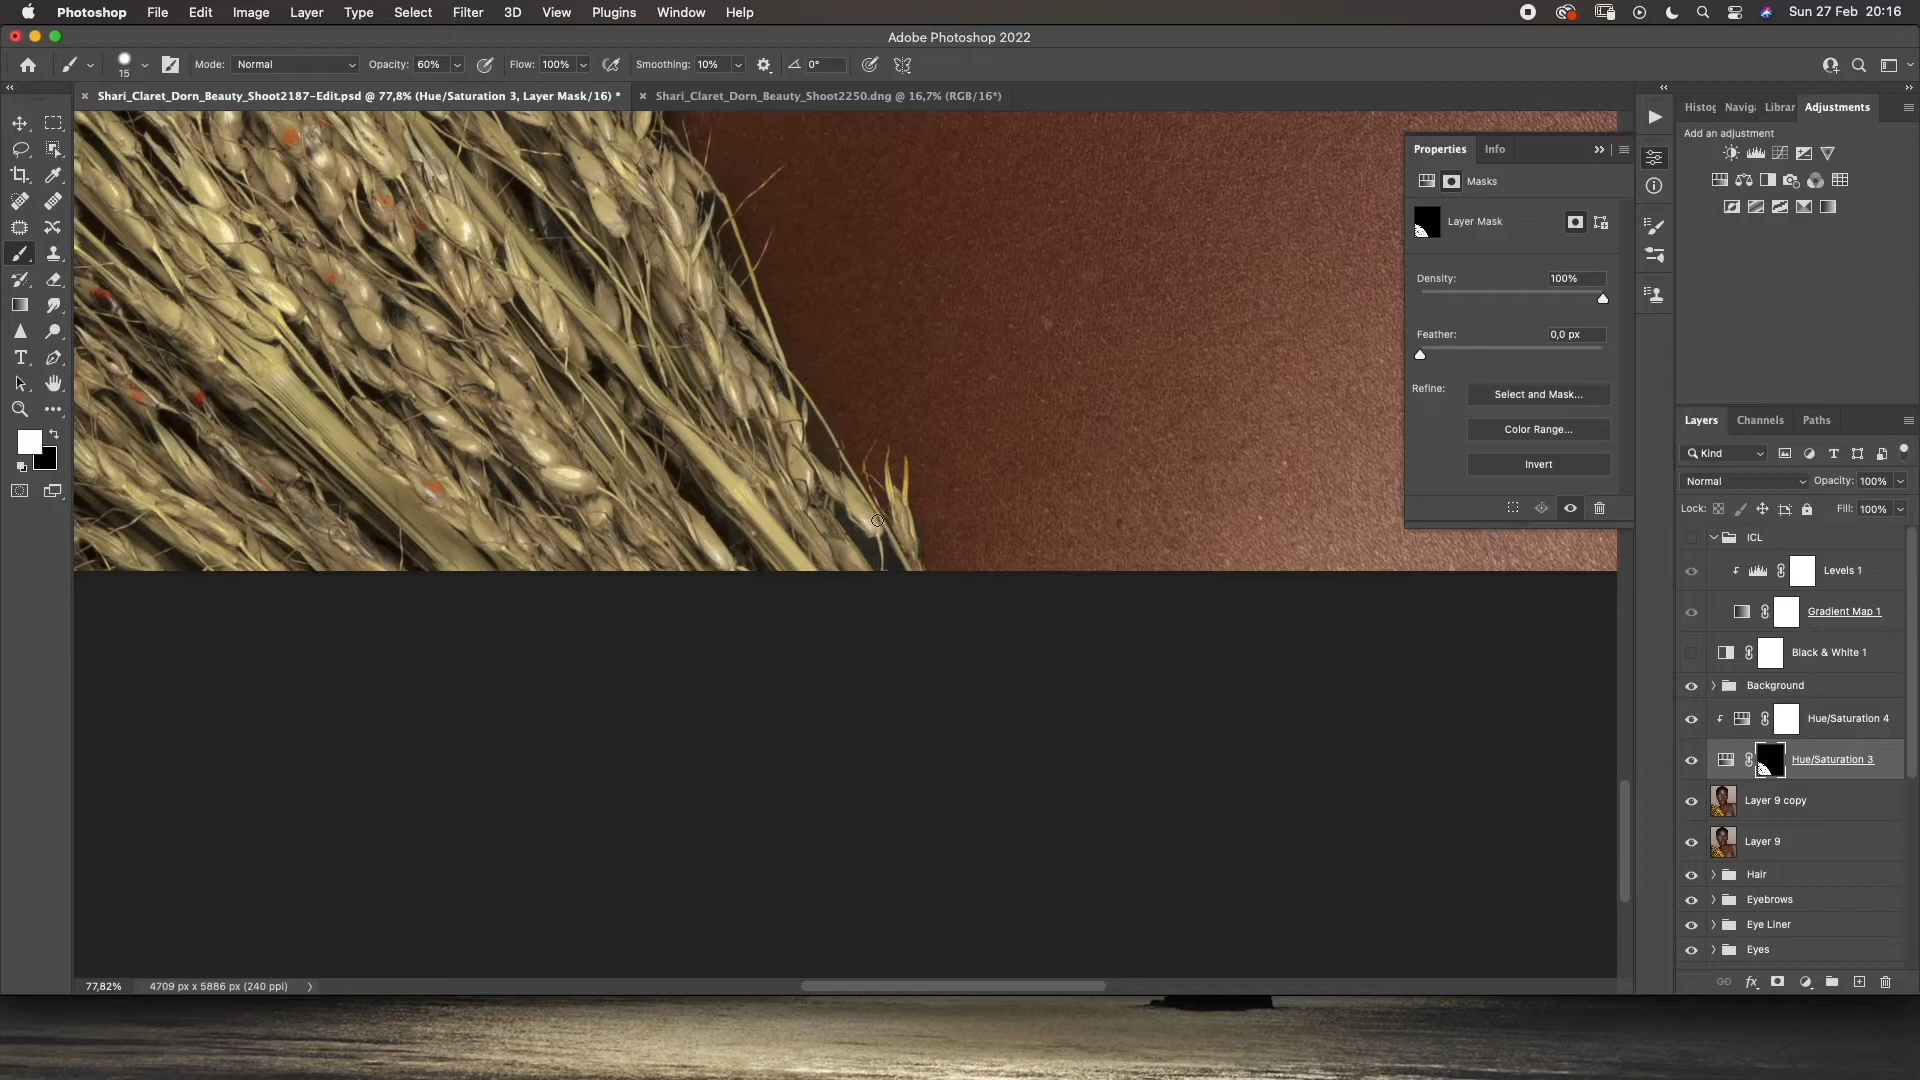 Photoshop File Edit Image Layer Type Select Filter 3D View Plugins Window Help Sun 27 Feb 20:16
Adobe Photoshop 2022
15 Mode: Normal Opacity: 60% Flow: 100% Smoothing: 10% 0°
Shari_Claret_Dorn_Beauty_Shoot2187-Edit.psd @ 77,8% (Hue/Saturation 3, Layer Mask/16) * Shari_Claret_Dorn_Beauty_Shoot2250.dng @ 16,7% (RGB/16*)
Histog Naviga Librar Adjustments
Add an adjustment
Properties Info
Masks
Layer Mask
Density: 100%
Feather: 0,0 px
Refine: Select and Mask...
Color Range...
Invert
Layers Channels Paths
Kind
Normal Opacity: 100%
Lock: Fill: 100%
ICL
Levels 1
Gradient Map 1
Black & White 1
Background
Hue/Saturation 4
Hue/Saturation 3
Layer 9 copy
Layer 9
Hair
Eyebrows
Eye Liner
Eyes
77,82% 4709 px x 5886 px (240 ppi)